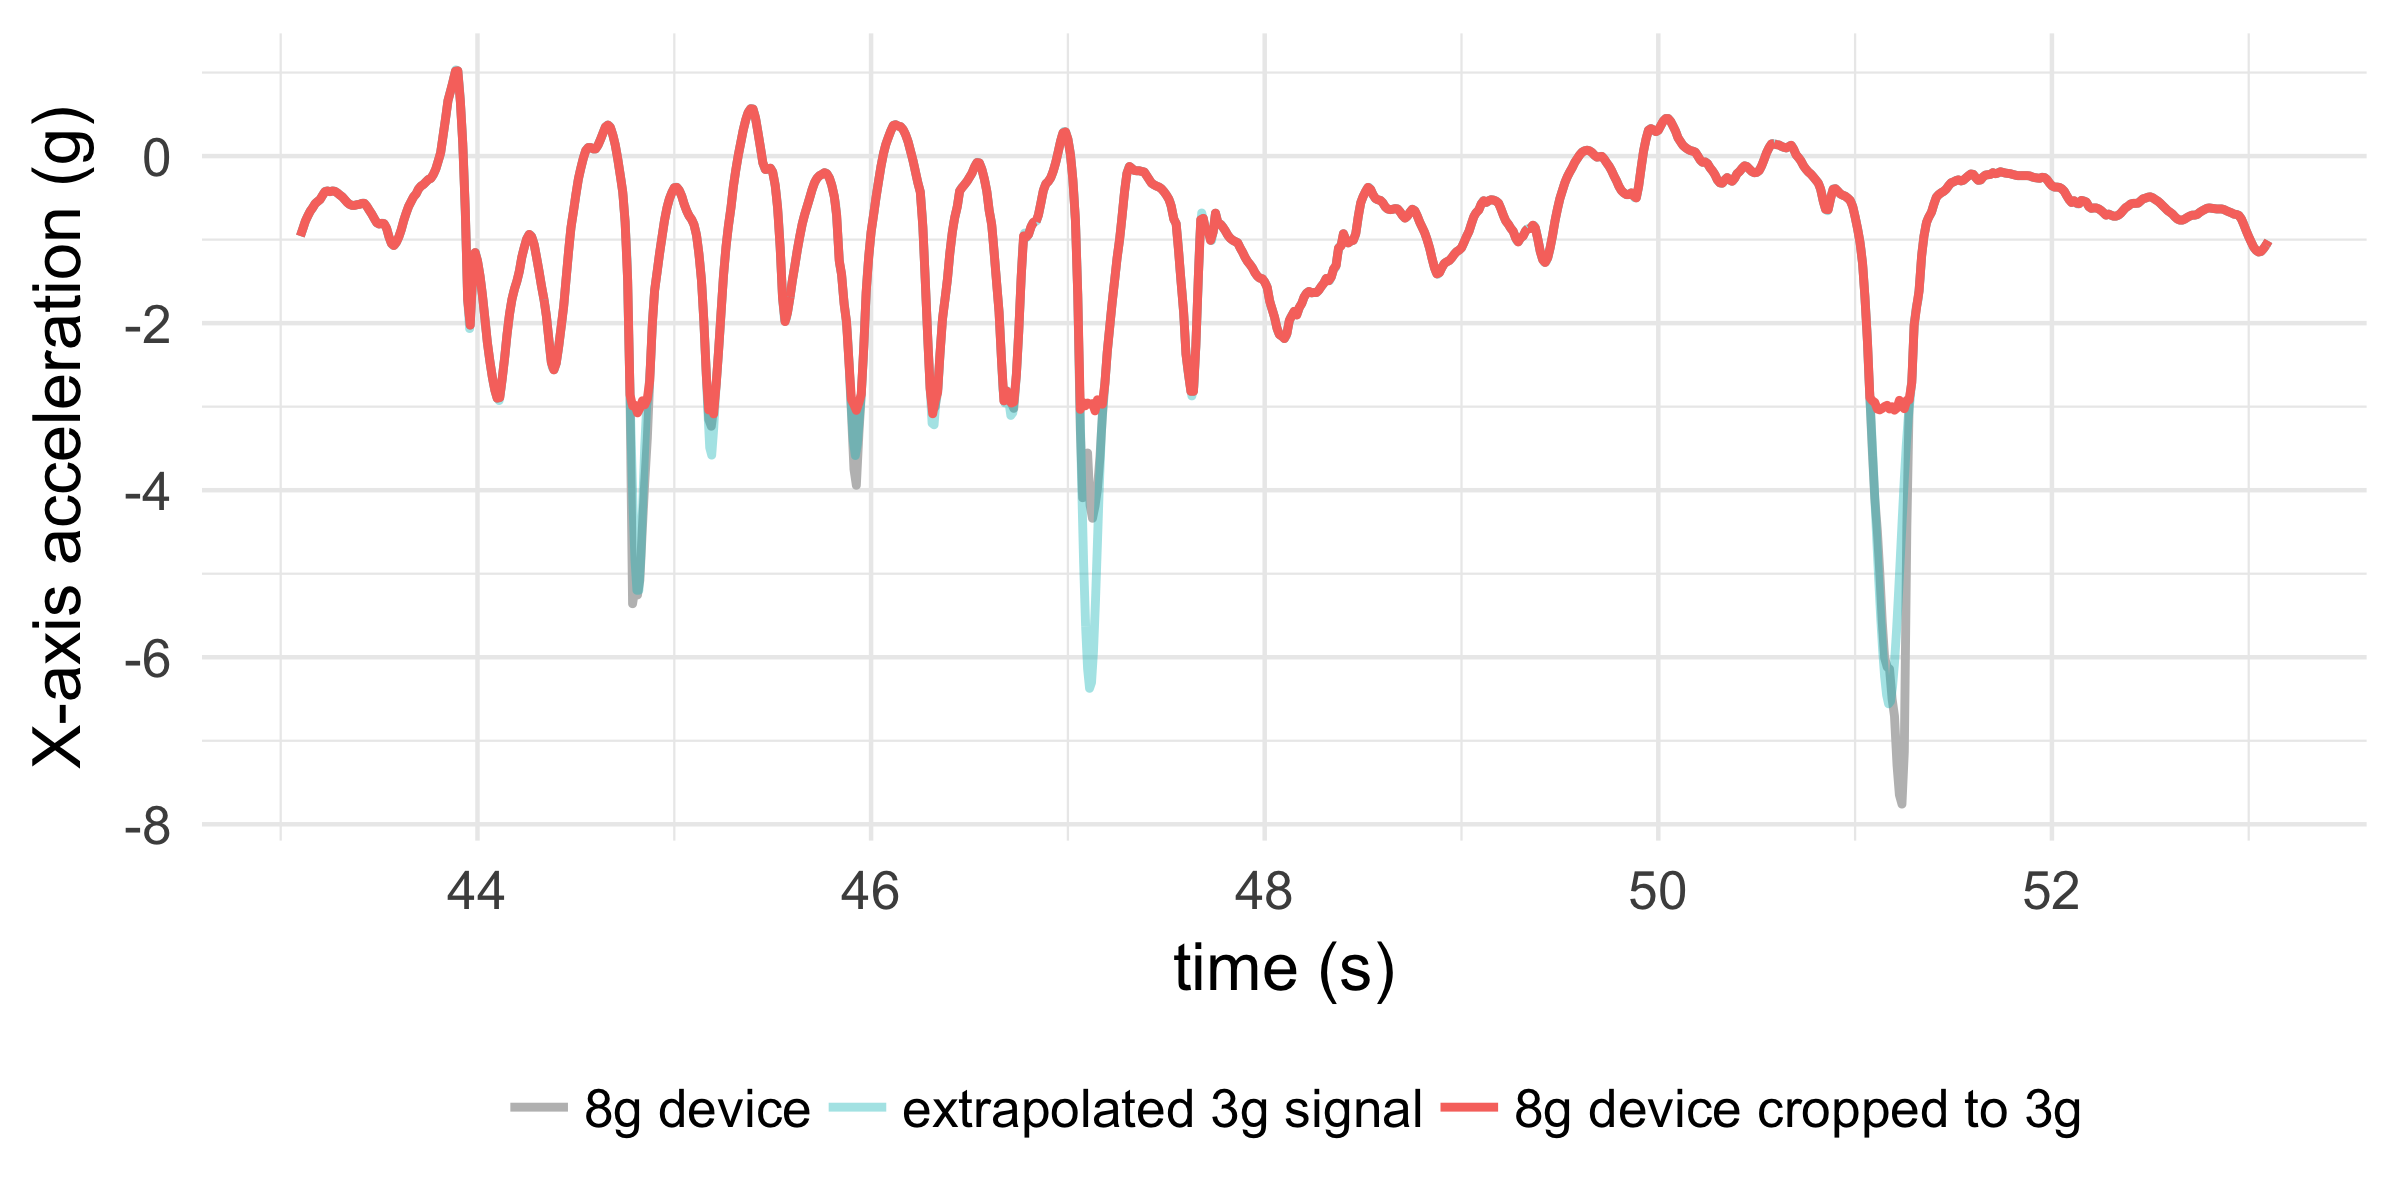 X-axis acceleration (g)
0
-2
-4
-6
-8
44 46 48 50 52
time (s)
8g device extrapolated 3g signal 8g device cropped to 3g